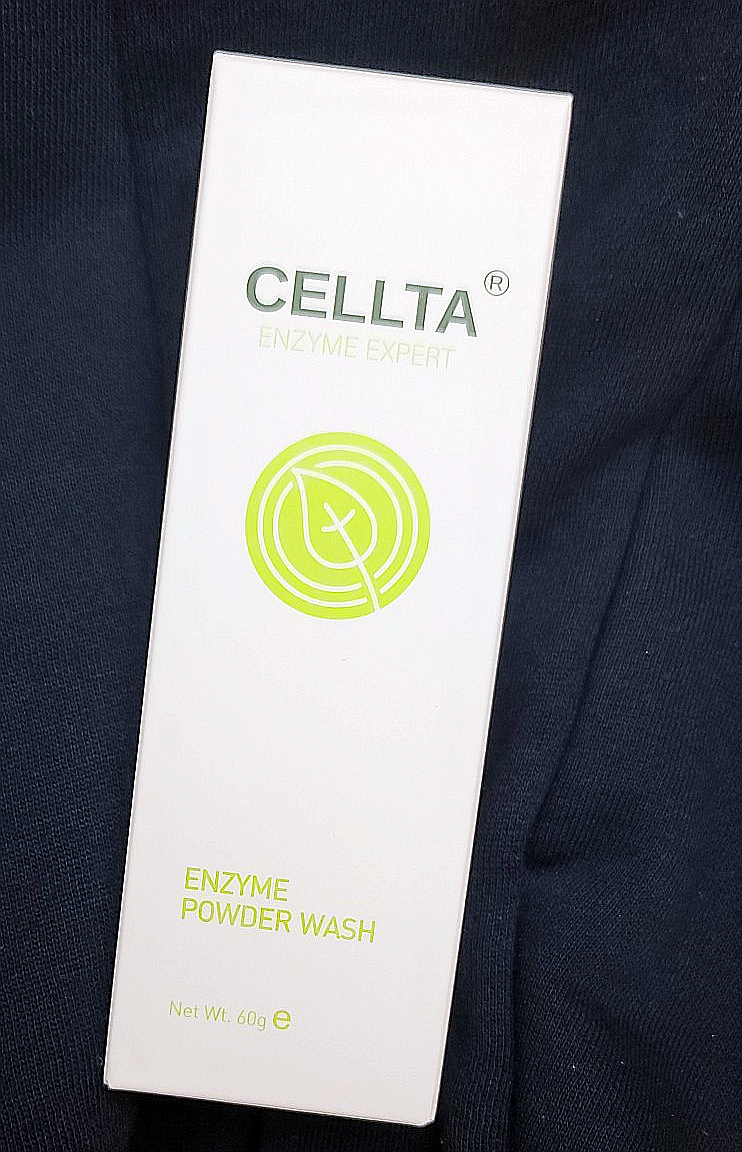 CELLTA®
ENZYME EXPERT
ENZYME
POWDER WASH
Net Wt. 60g ℮